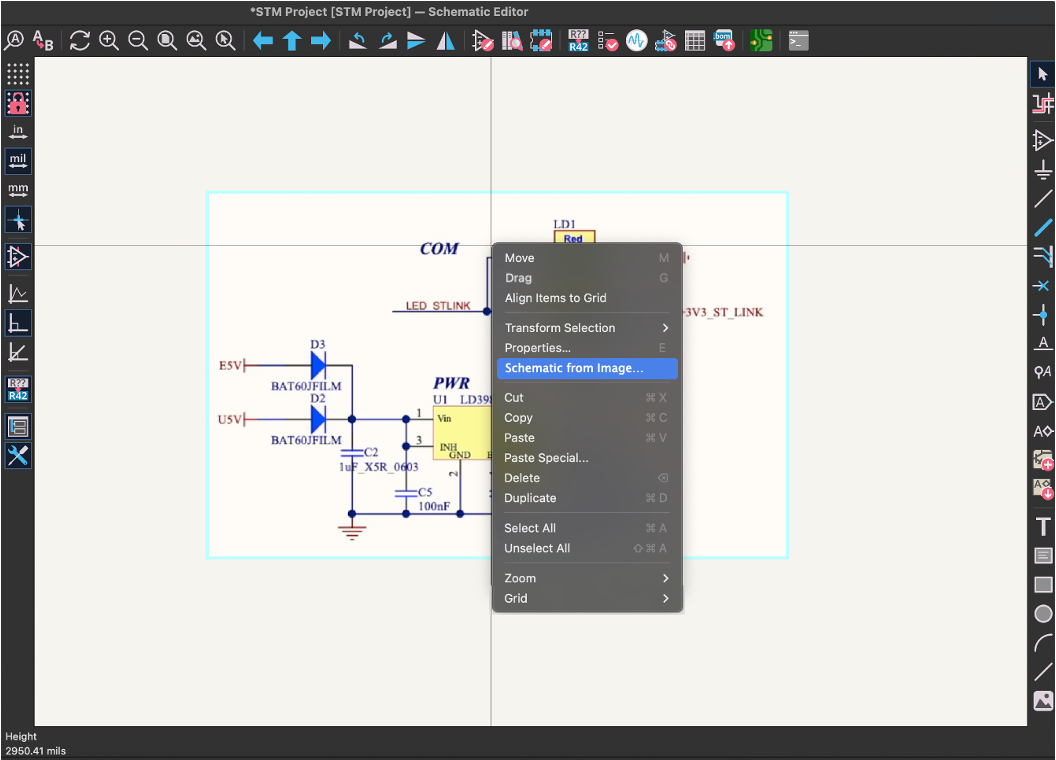 *STM Project [STM Project] — Schematic Editor
A
A B
R??
R42
bom
>_
in
mil
mm
R??
R42
LD1
Red
COM
LED_STLINK
3V3_ST_LINK
D3
E5V
BAT60JFILM
D2
U5V
BAT60JFILM
PWR
U1
1
Vin
3
INH
GND
2
C2
1uF_X5R_0603
C5
100nF
Move M
Drag G
Align Items to Grid
Transform Selection
Properties... E
Schematic from Image...
Cut ⌘ X
Copy ⌘ C
Paste ⌘ V
Paste Special...
Delete ⌫
Duplicate ⌘ D
Select All ⌘ A
Unselect All ⇧ ⌘ A
Zoom
Grid
A
A
A
A
T
Height
2950.41 mils